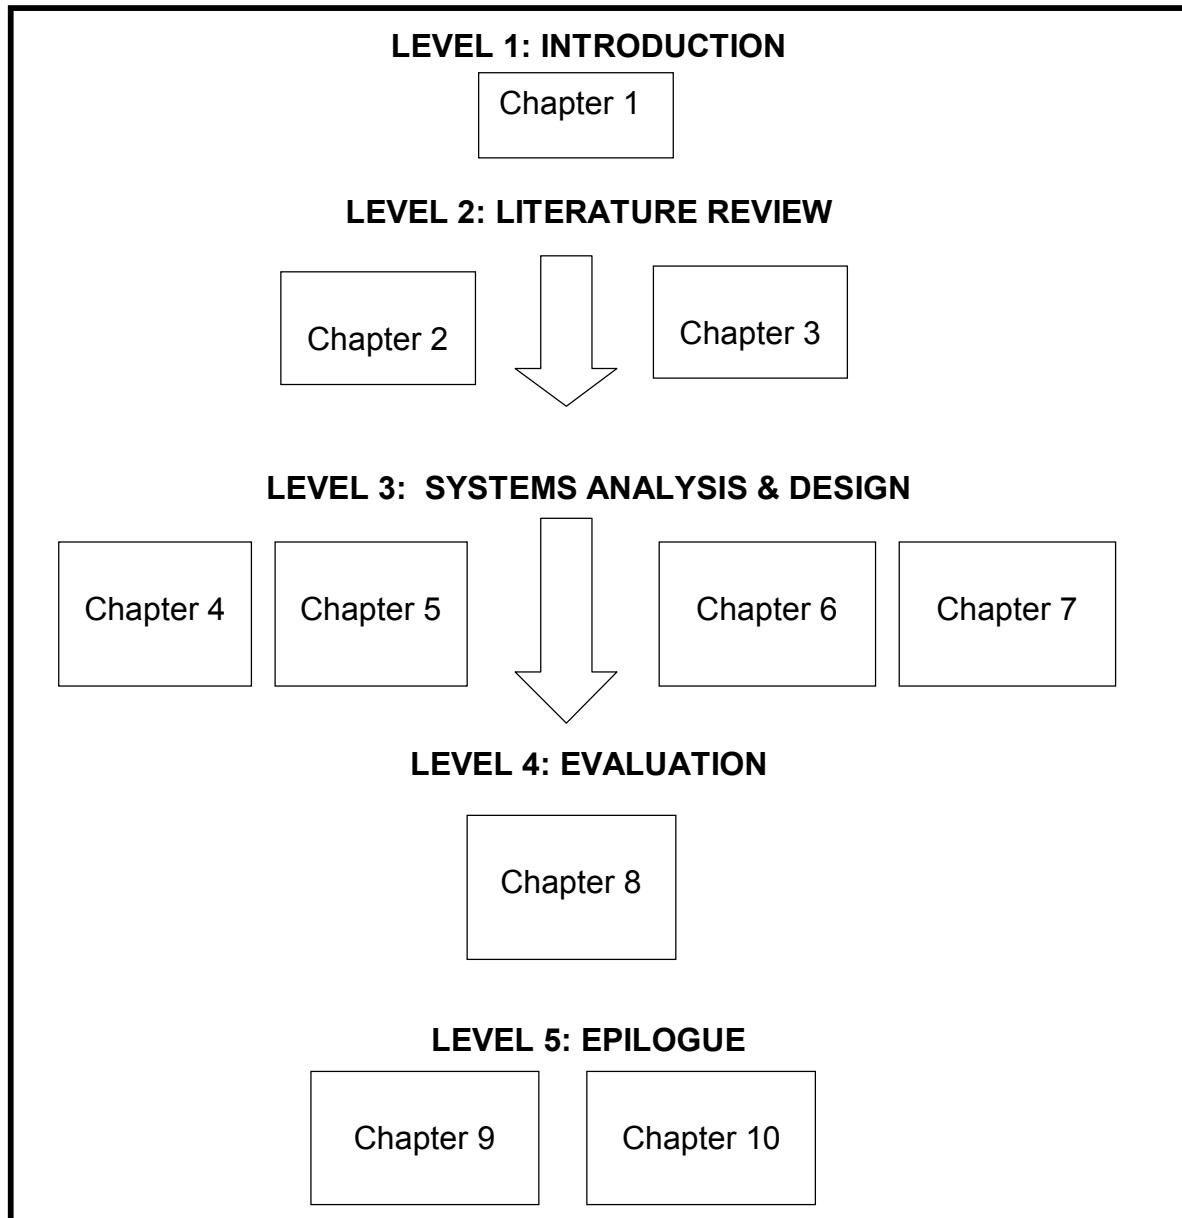 LEVEL 1: INTRODUCTION
Chapter 1
LEVEL 2: LITERATURE REVIEW
Chapter 2
Chapter 3
LEVEL 3:  SYSTEMS ANALYSIS & DESIGN
Chapter 4
Chapter 5
Chapter 6
Chapter 7
LEVEL 4: EVALUATION
Chapter 8
LEVEL 5: EPILOGUE
Chapter 9
Chapter 10